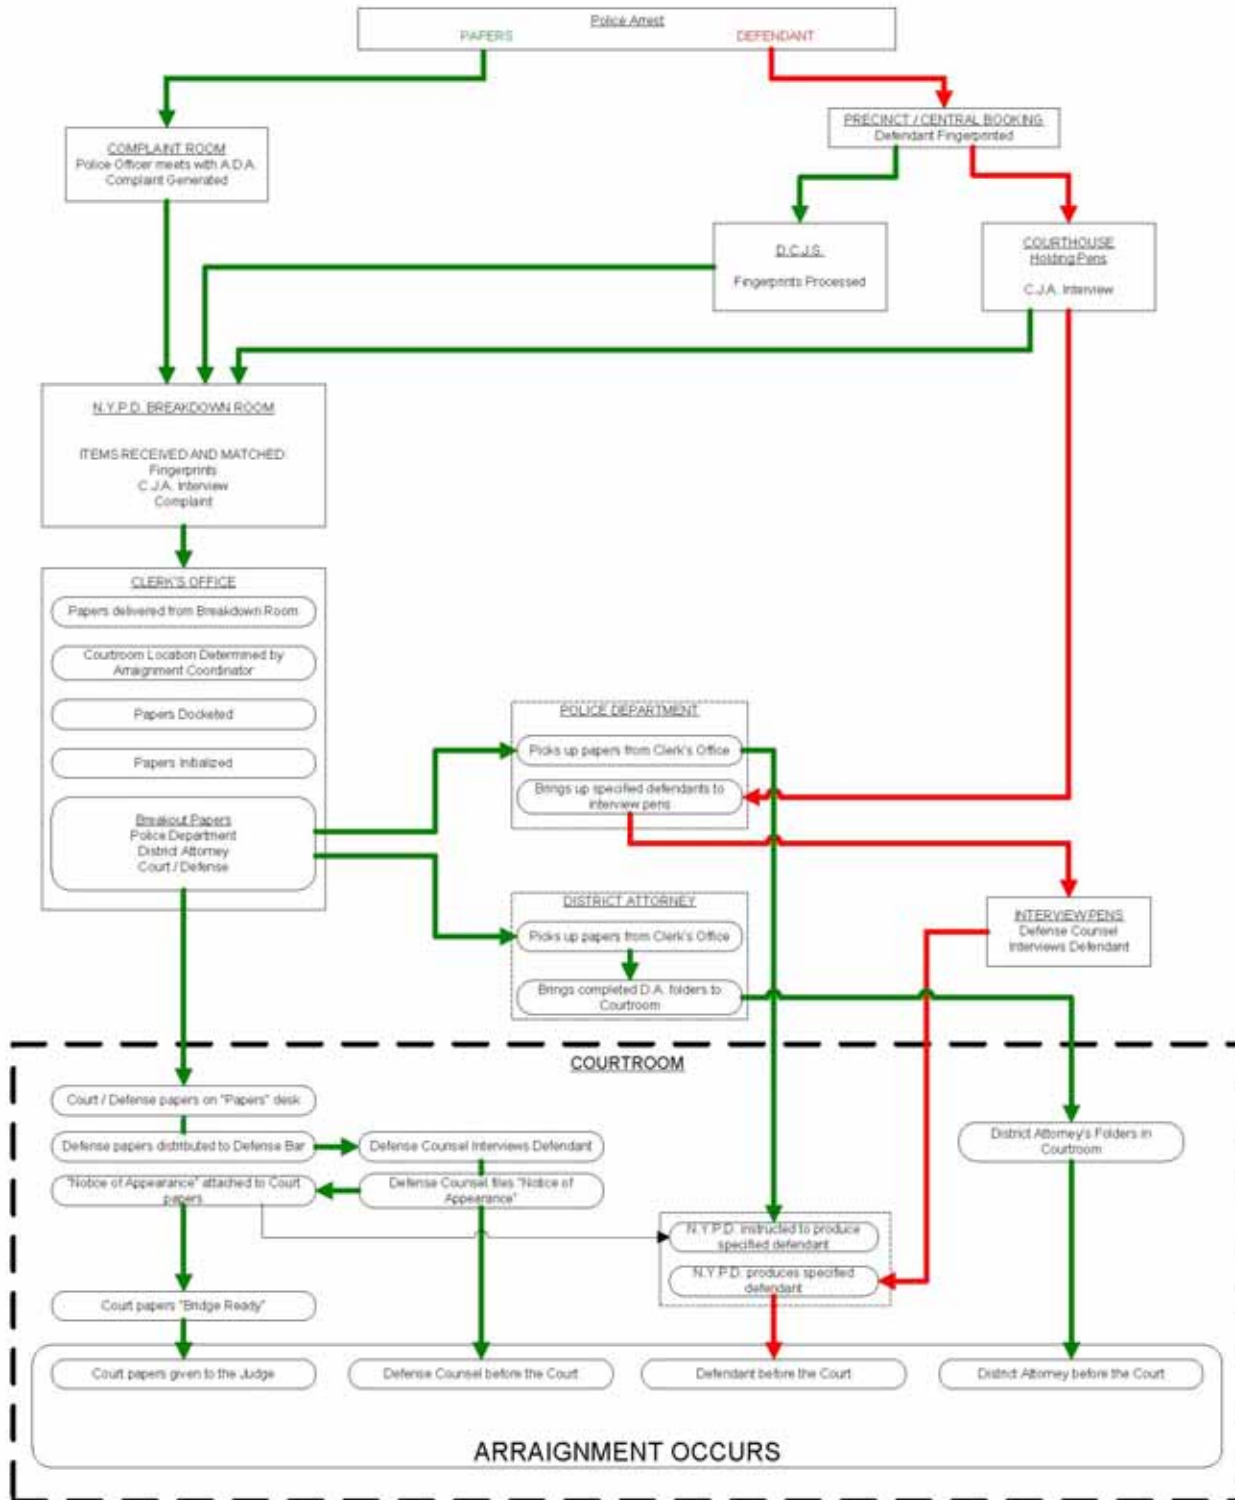 Police Arrest
PAPERS
DEFENDANT
PRECINCT / CENTRAL BOOKING
Defendant Fingerprinted
COMPLAINT ROOM
Police Officer meets with A.D.A.
Complaint Generated
D.C.J.S.
Fingerprints Processed
COURTHOUSE
Holding Pens
C.J.A. Interview
N.Y.P.D. BREAKDOWN ROOM
ITEMS RECEIVED AND MATCHED
Fingerprints
C.J.A. Interview
Complaint
CLERK'S OFFICE
Papers delivered from Breakdown Room
Courtroom Location Determined by
Arraignment Coordinator
Papers Docketed
Papers Initialized
Breakout Papers
Police Department
District Attorney
Court / Defense
POLICE DEPARTMENT
Picks up papers from Clerk's Office
Brings up specified defendants to
interview pens
DISTRICT ATTORNEY
Picks up papers from Clerk's Office
Brings completed D.A. folders to
Courtroom
INTERVIEW PENS
Defense Counsel
Interviews Defendant
COURTROOM
Court / Defense papers on "Papers" desk
Defense papers distributed to Defense Bar
Defense Counsel Interviews Defendant
District Attorney's Folders in
Courtroom
"Notice of Appearance" attached to Court
papers
Defense Counsel files "Notice of
Appearance"
N.Y.P.D. instructed to produce
specified defendant
N.Y.P.D. produces specified
defendant
Court papers "Bridge Ready"
Court papers given to the Judge
Defense Counsel before the Court
Defendant before the Court
District Attorney before the Court
ARRAIGNMENT OCCURS